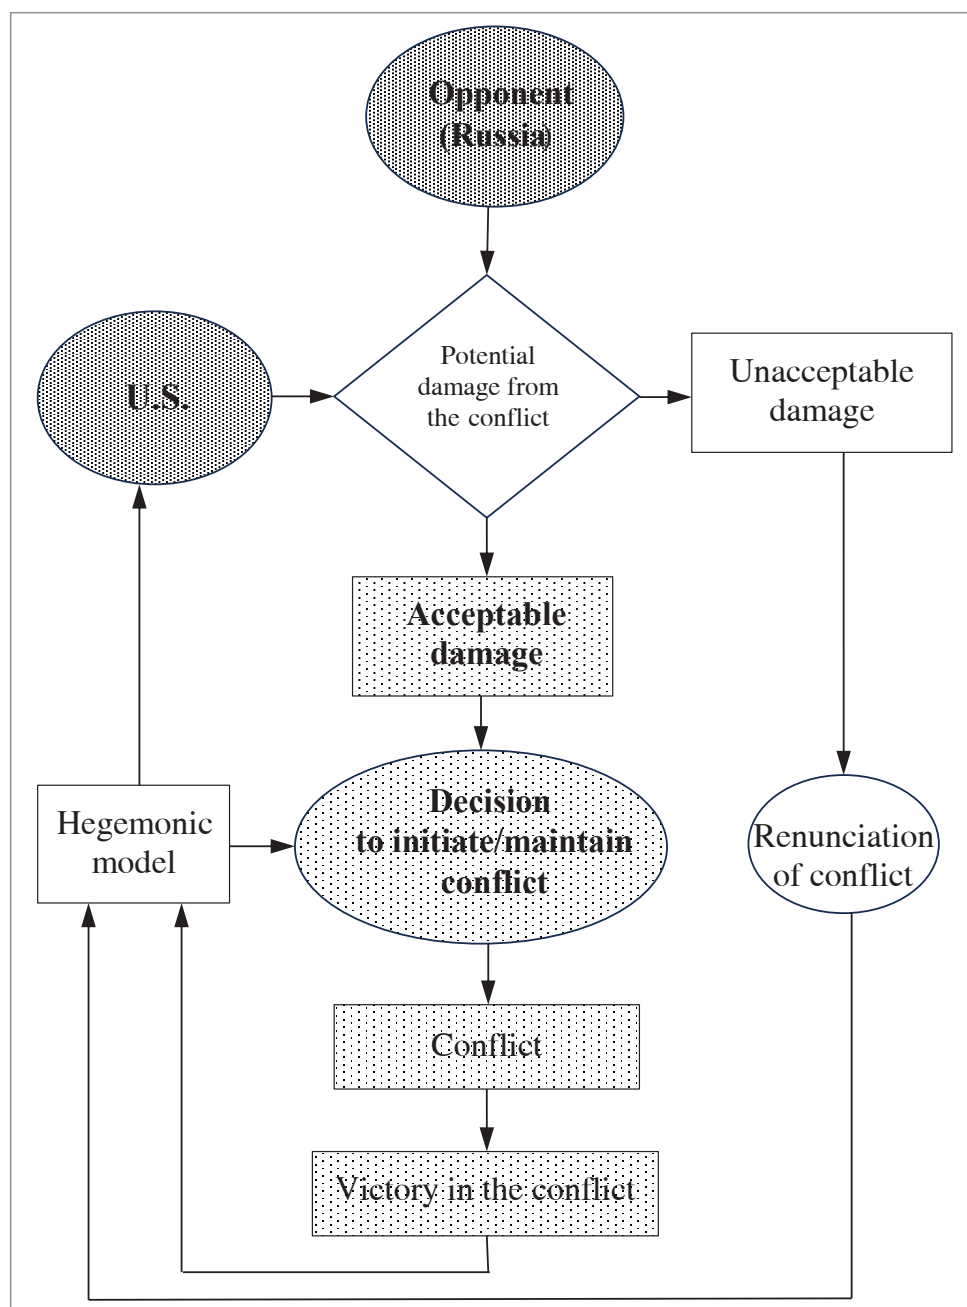 Opponent
(Russia)
Potential
damage from
the conflict
U.S.
Unacceptable
damage
Acceptable
damage
Decision
to initiate/maintain
conflict
Hegemonic
model
Renunciation
of conflict
Conflict
Victory in the conflict